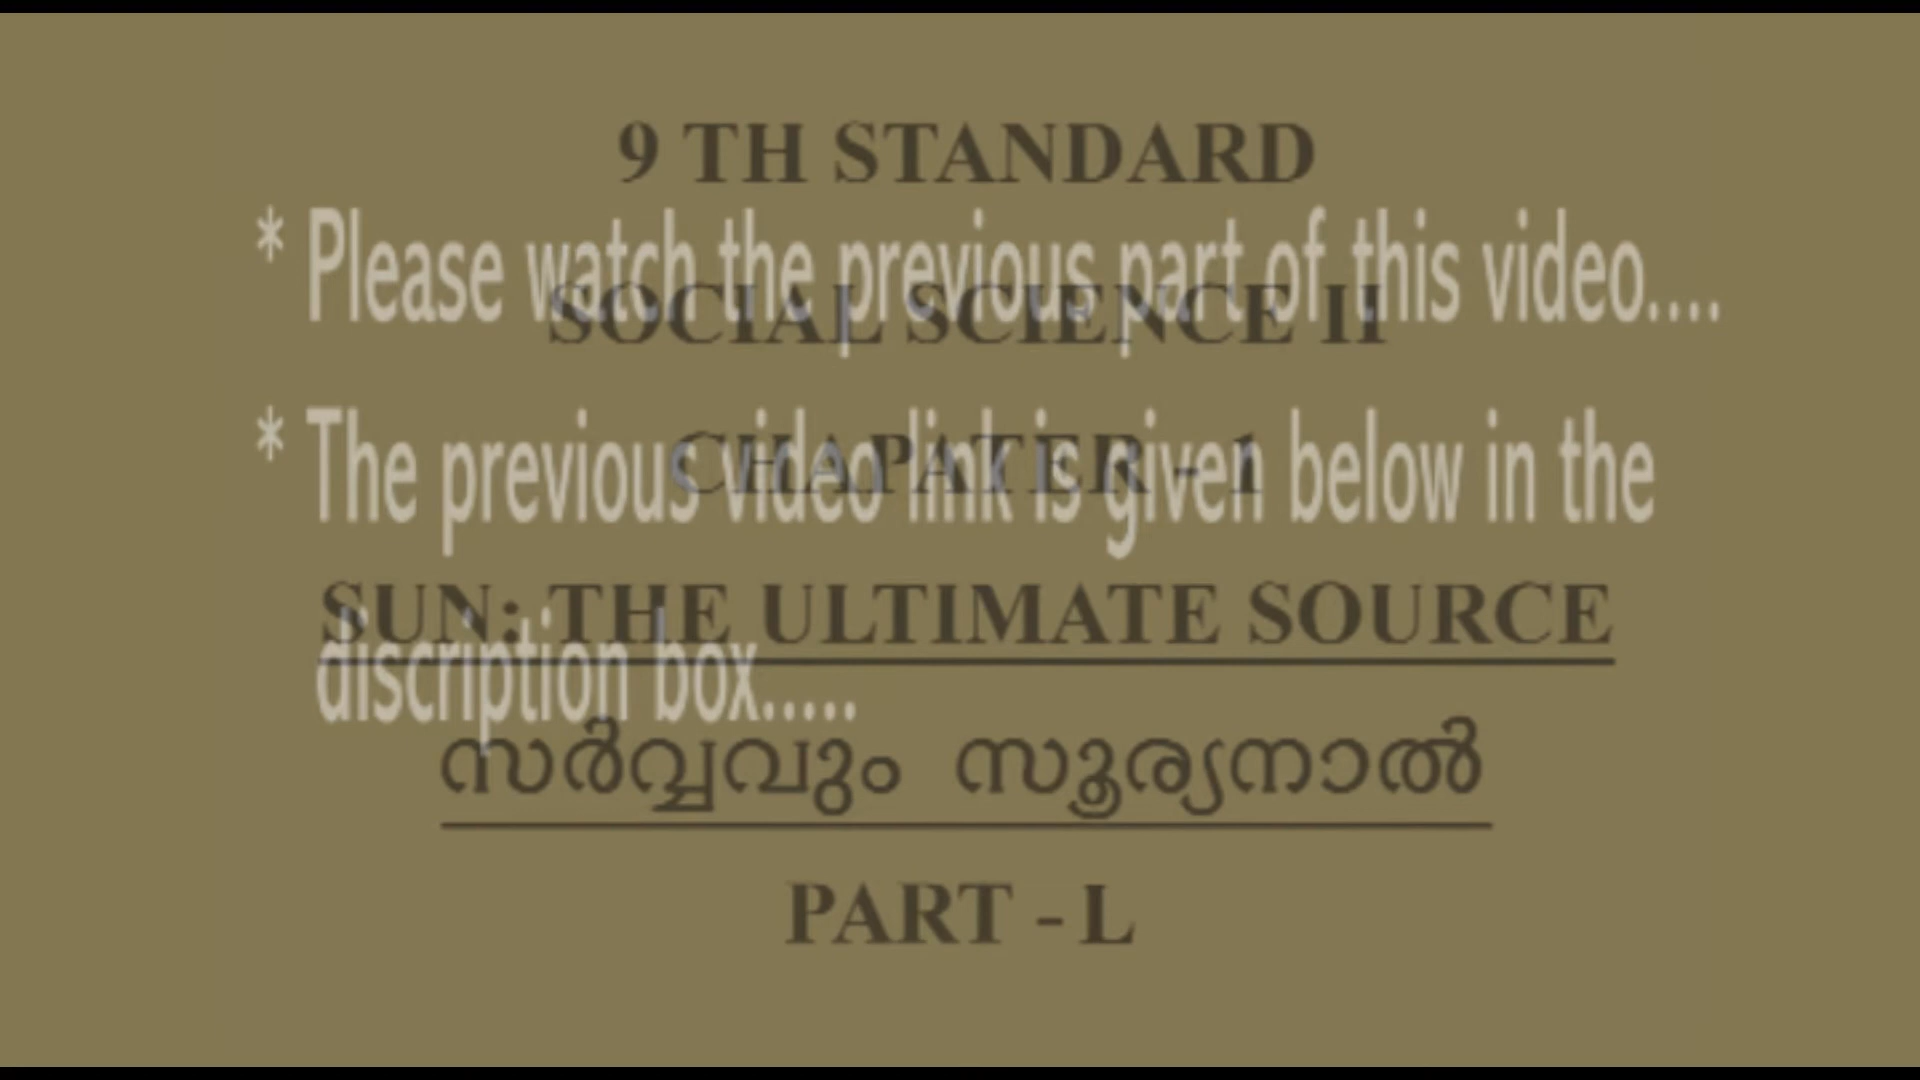 9 TH STANDARD
* Please watch the previous part of this video....
SOCIAL SCIENCE II
* The previous video link is given below in the
CHAPATER - 1
SUN: THE ULTIMATE SOURCE
discription box.....
സർവ്വവും സൂര്യനാൽ
PART - L